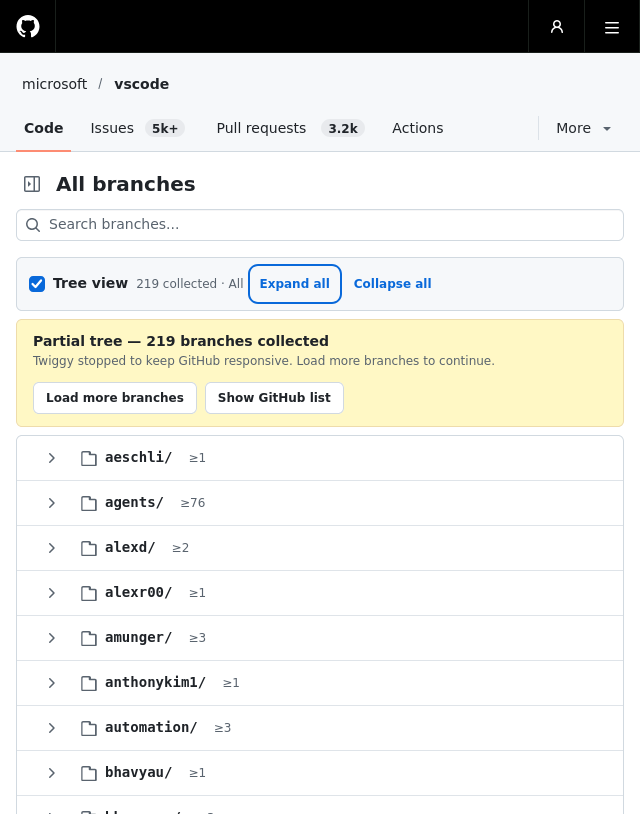 microsoft / vscode
Code Issues 5k+ Pull requests 3.2k Actions More
All branches
Search branches...
Tree view 219 collected · All Expand all Collapse all
Partial tree — 219 branches collected
Twiggy stopped to keep GitHub responsive. Load more branches to continue.
Load more branches Show GitHub list
aeschli/ ≥1
agents/ ≥76
alexd/ ≥2
alexr00/ ≥1
amunger/ ≥3
anthonykim1/ ≥1
automation/ ≥3
bhavyau/ ≥1